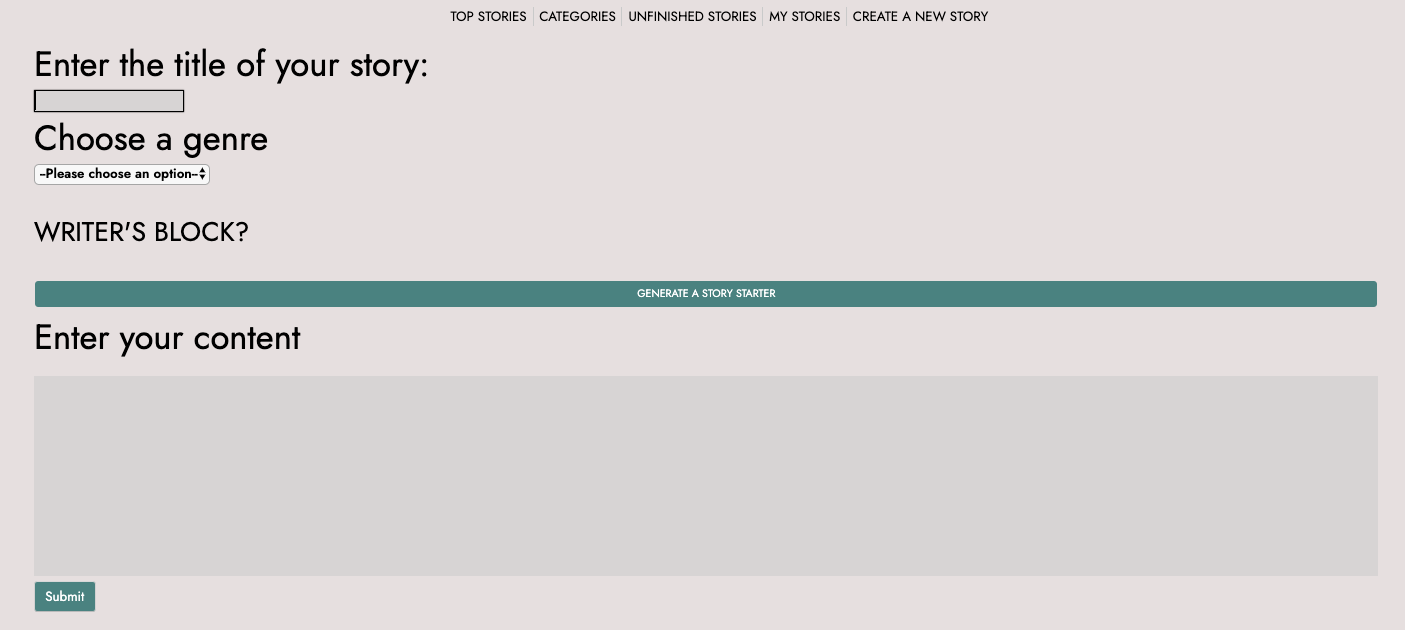 TOP STORIES CATEGORIES UNFINISHED STORIES MY STORIES CREATE A NEW STORY
Enter the title of your story:
Choose a genre
--Please choose an option--
WRITER'S BLOCK?
GENERATE A STORY STARTER
Enter your content
Submit